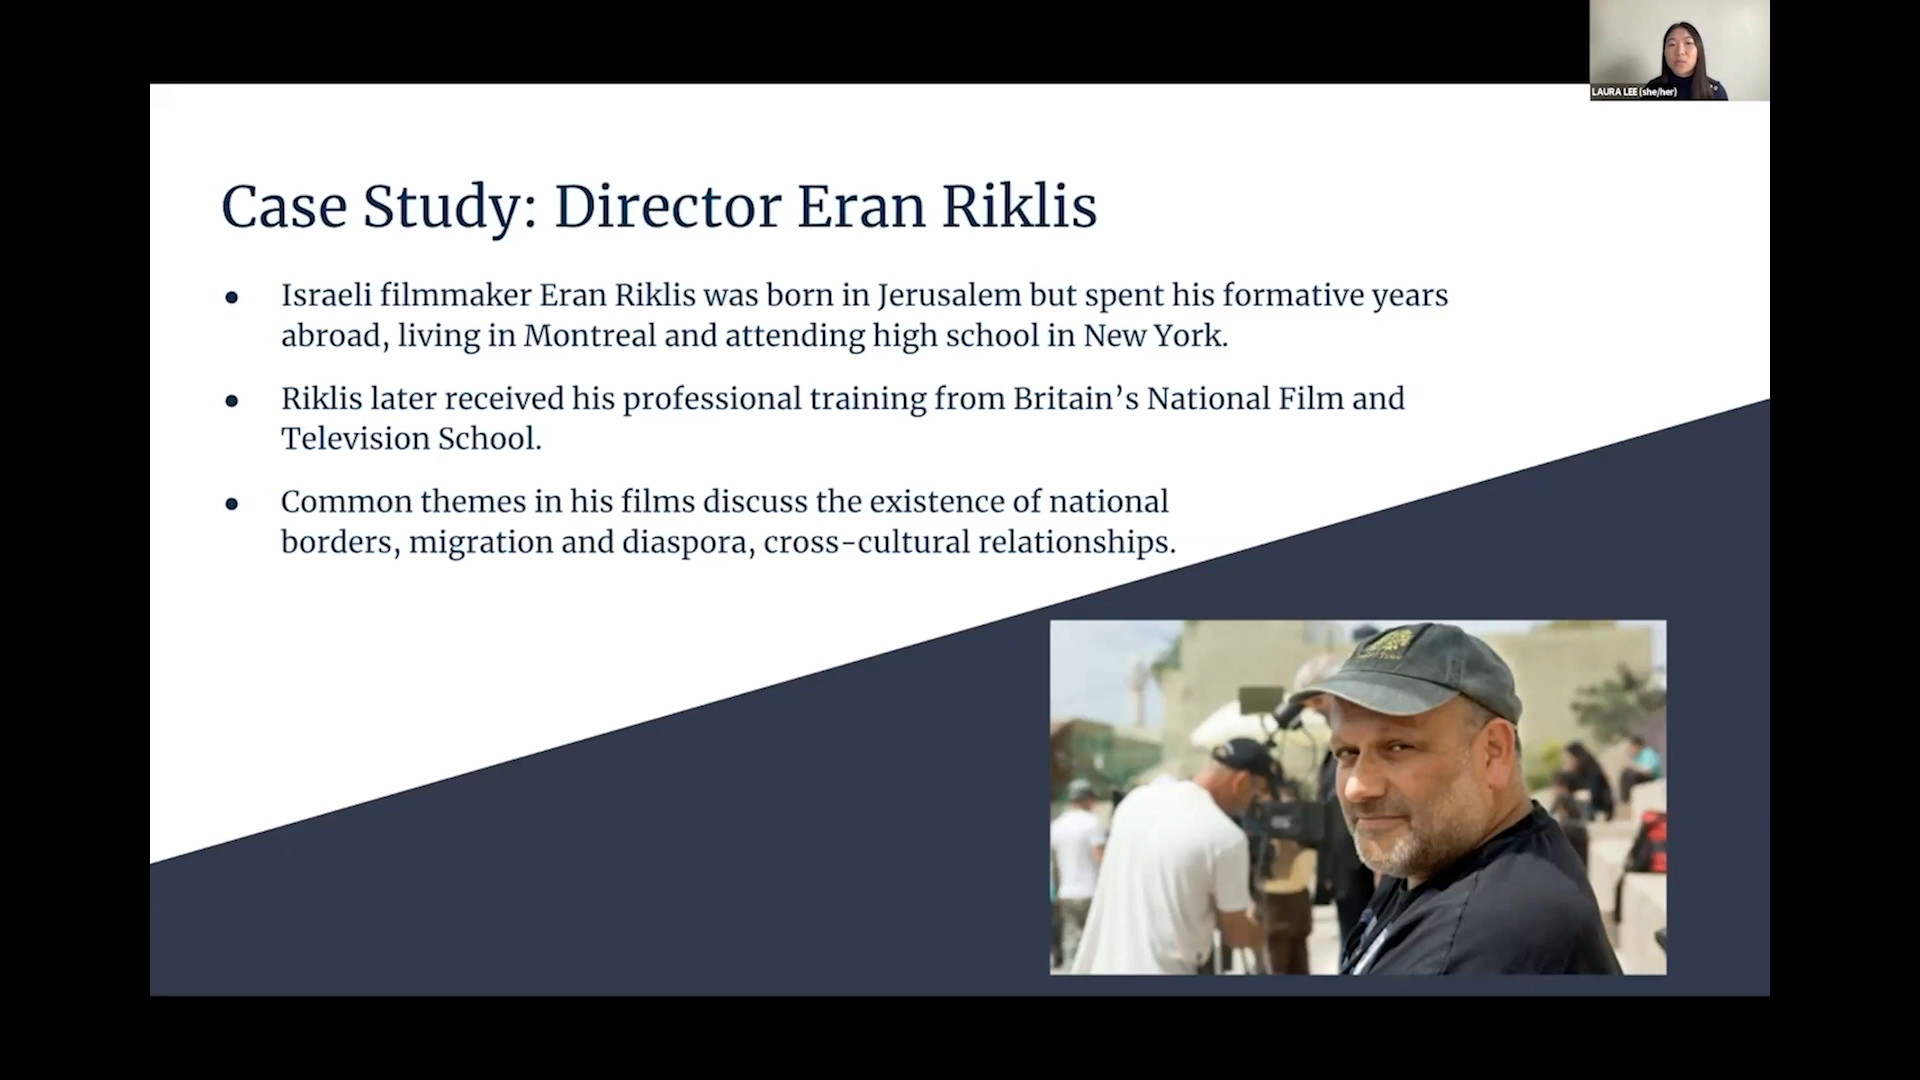 LAURA LEE (she/her)
Case Study: Director Eran Riklis
● Israeli filmmaker Eran Riklis was born in Jerusalem but spent his formative years
abroad, living in Montreal and attending high school in New York.
● Riklis later received his professional training from Britain’s National Film and
Television School.
● Common themes in his films discuss the existence of national
borders, migration and diaspora, cross-cultural relationships.